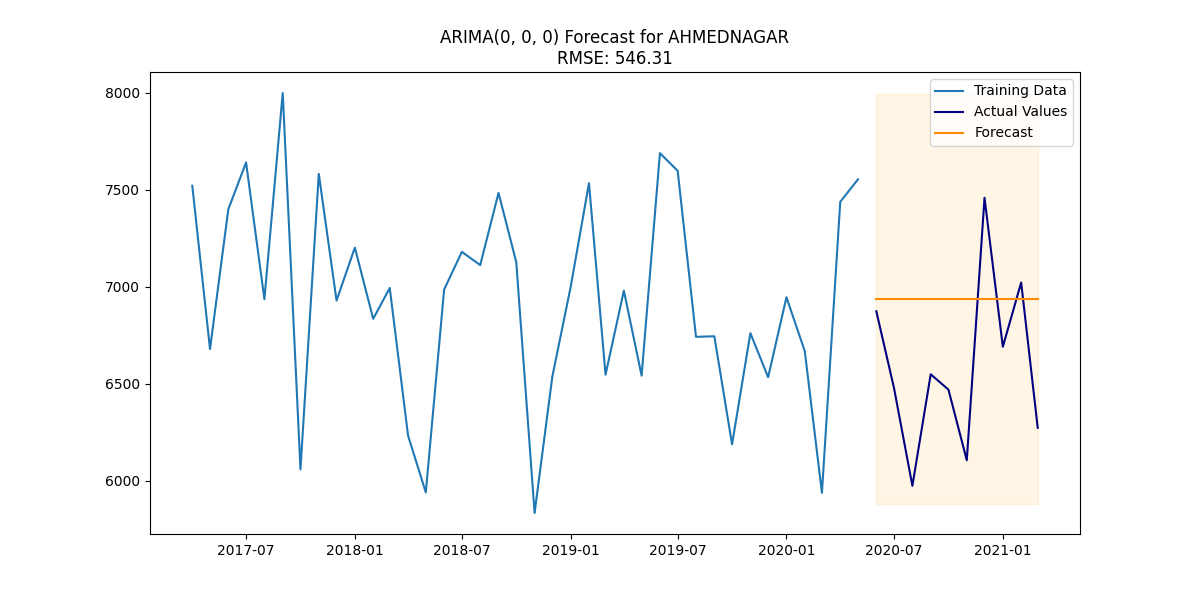 ARIMA(0, 0, 0) Forecast for AHMEDNAGAR
RMSE: 546.31
Training Data
Actual Values
Forecast
8000
7500
7000
6500
6000
2017-07
2018-01
2018-07
2019-01
2019-07
2020-01
2020-07
2021-01